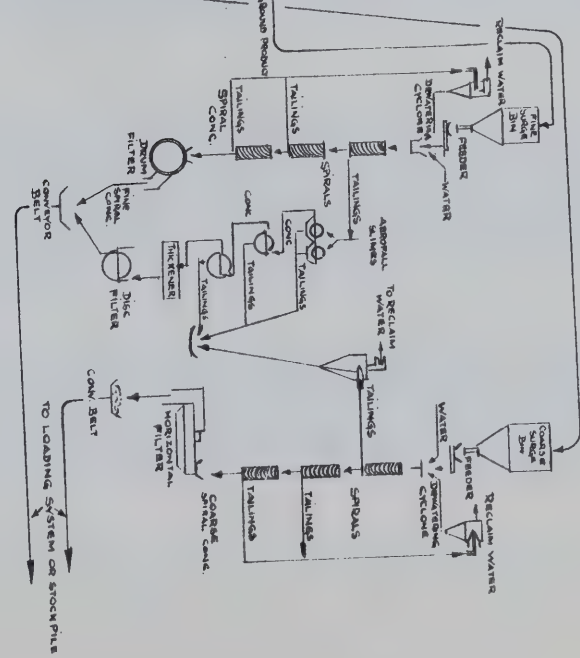 ROUND PRODUC
RECLAIM WATER
FINE
SURGE
BIN
FEEDER
WATER
DEWATERING
CYCLONE
SPIRALS
TAILINGS
TAILINGS
TAILINGS
SPIRAL
CONC.
DRUM
FILTER
FINE
SPIRAL
CONC.
CONVEYOR
BELT
AEROFALL
SLIMES
TAILINGS
CONC
TAILINGS
CONC
TAILINGS
THICKENER
DISC
FILTER
TO RECLAIM
WATER
TAILINGS
COARSE
SURGE
BIN
FEEDER
WATER
DEWATERING
CYCLONE
RECLAIM WATER
SPIRALS
TAILINGS
TAILINGS
COARSE
SPIRAL CONC.
HORIZONTAL
FILTER
CONV. BELT
TO LOADING
SYSTEM OR STOCKPILE